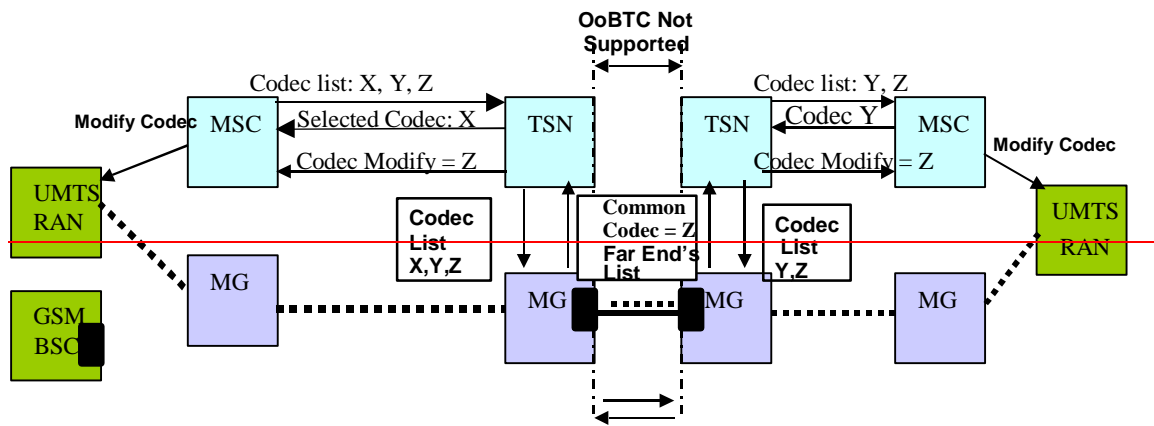 OoBTC Not
Supported
Codec list: X, Y, Z
Codec list: Y, Z
Modify Codec
MSC
Selected Codec: X
TSN
TSN
Codec Y
MSC
Modify Codec
Codec Modify = Z
Codec Modify = Z
UMTS
RAN
Codec
List
X,Y,Z
Common
Codec = Z
Far End's
List
Codec
List
Y,Z
UMTS
RAN
MG
MG
MG
MG
GSM
BSC